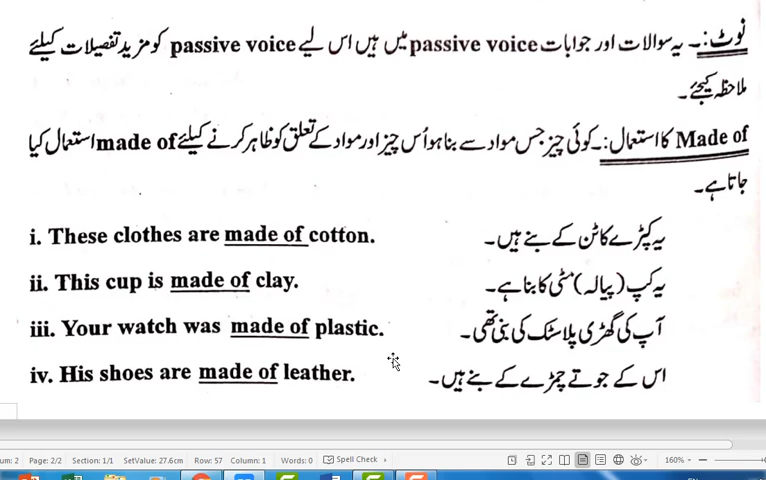 نوٹ:۔ یہ سوالات اور جوابات passive voice میں ہیں اس لیے passive voice کو مزید تفصیلات کیلئے
ملاحظہ کیجئے۔
Made of کا استعمال:۔ کوئی چیز جس مواد سے بنا ہو اُس چیز اور مواد کے تعلق کو ظاہر کرنے کیلئے made of استعمال کیا
جاتا ہے۔
i. These clothes are made of cotton. یہ کپڑے کاٹن کے بنے ہیں۔
ii. This cup is made of clay. یہ کپ (پیالہ) مٹی کا بنا ہے۔
iii. Your watch was made of plastic. آپ کی گھڑی پلاسٹک کی بنی تھی۔
iv. His shoes are made of leather. اس کے جوتے چمڑے کے بنے ہیں۔
um: 2 Page: 2/2 Section: 1/1 SetValue: 27.6cm Row: 57 Column: 1 Words: 0 Spell Check 160%